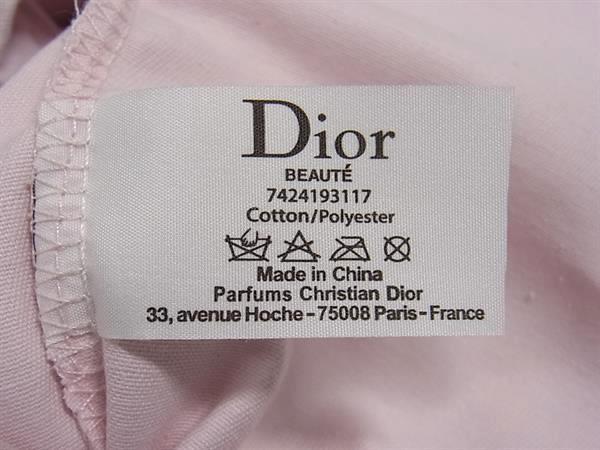 Dior
BEAUTÉ
7424193117
Cotton/Polyester
Made in China
Parfums Christian Dior
33, avenue Hoche-75008 Paris-France